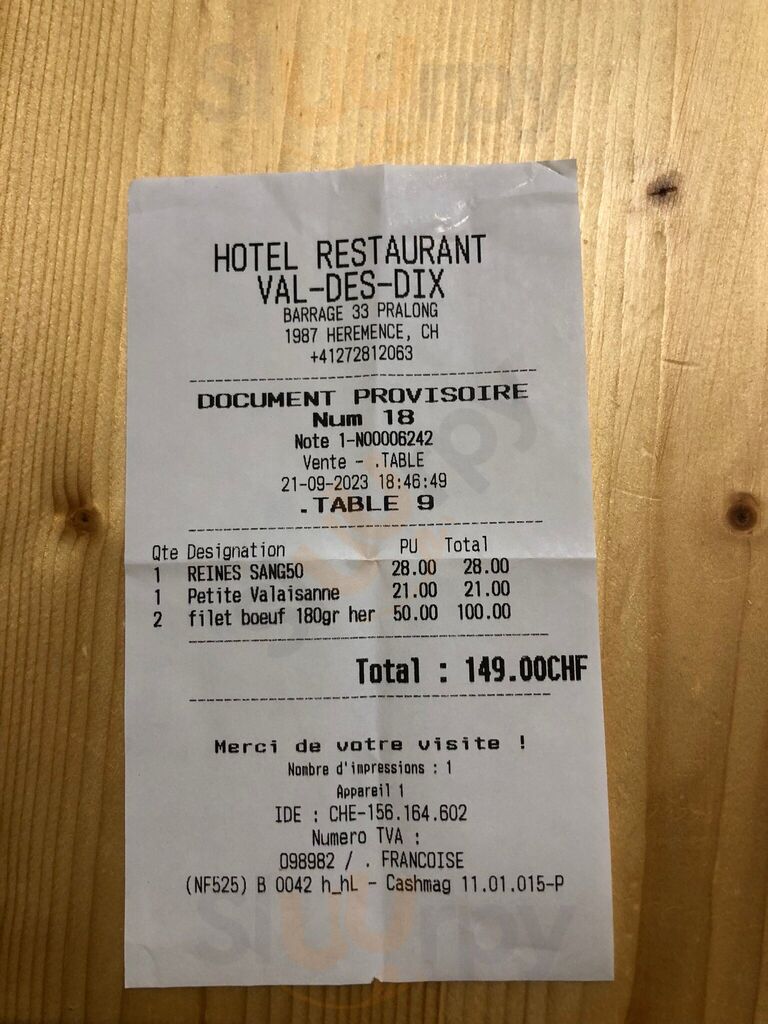 HOTEL RESTAURANT
VAL-DES-DIX
BARRAGE 33 PRALONG
1987 HEREMENCE, CH
+41272812063
DOCUMENT PROVISOIRE
Num 18
Note 1-N00006242
Vente - .TABLE
21-09-2023 18:46:49
.TABLE 9
Qte Designation PU Total
1 REINES SANG50 28.00 28.00
1 Petite Valaisanne 21.00 21.00
2 filet boeuf 180gr her 50.00 100.00
Total : 149.00CHF
Merci de votre visite !
Nombre d'impressions : 1
Appareil 1
IDE : CHE-156.164.602
Numero TVA :
098982 / . FRANCOISE
(NF525) B 0042 h_hL - Cashmag 11.01.015-P
sluurpy
sluurpy
sluurpy